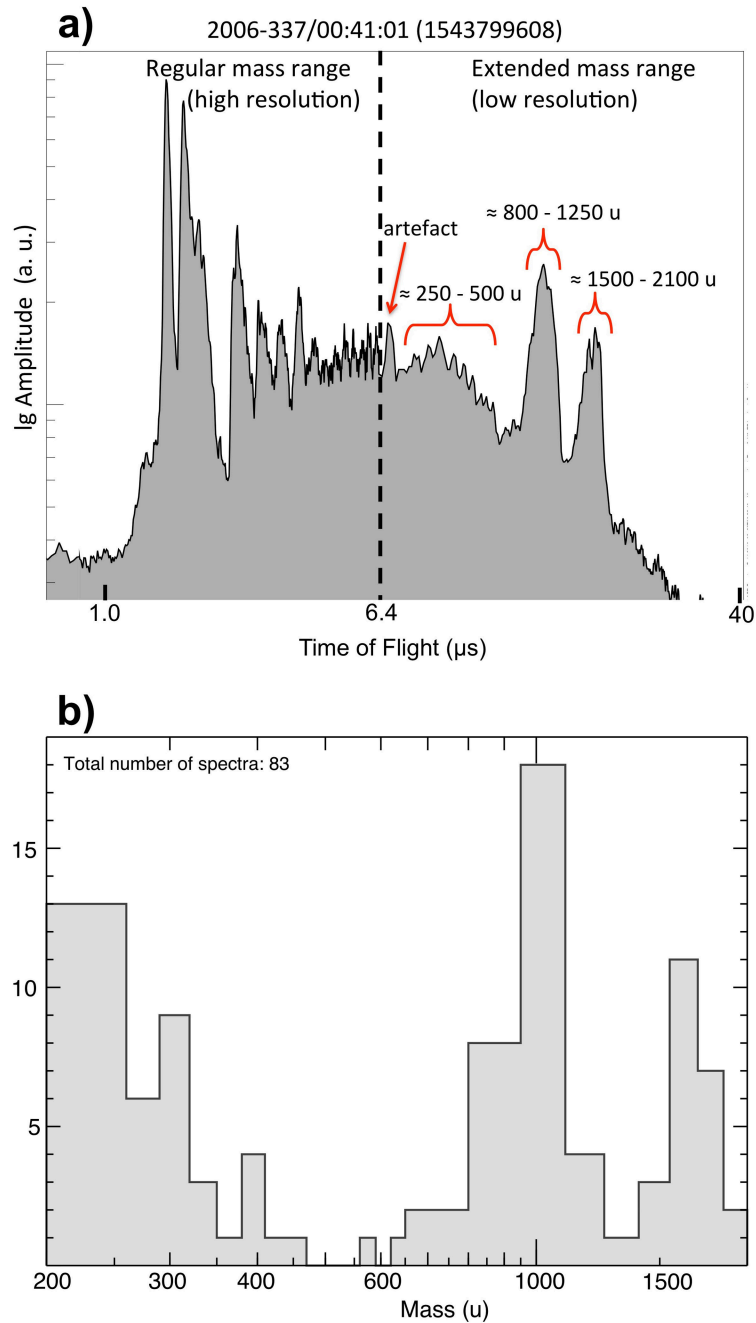 a)
2006-337/00:41:01 (1543799608)
Regular mass range
(high resolution)
Extended mass range
(low resolution)
≈ 800 - 1250 u
artefact
≈ 1500 - 2100 u
≈ 250 - 500 u
lg Amplitude (a. u.)
1.0
6.4
40
Time of Flight (µs)
b)
Total number of spectra: 83
15
10
5
200
300
400
600
1000
1500
Mass (u)